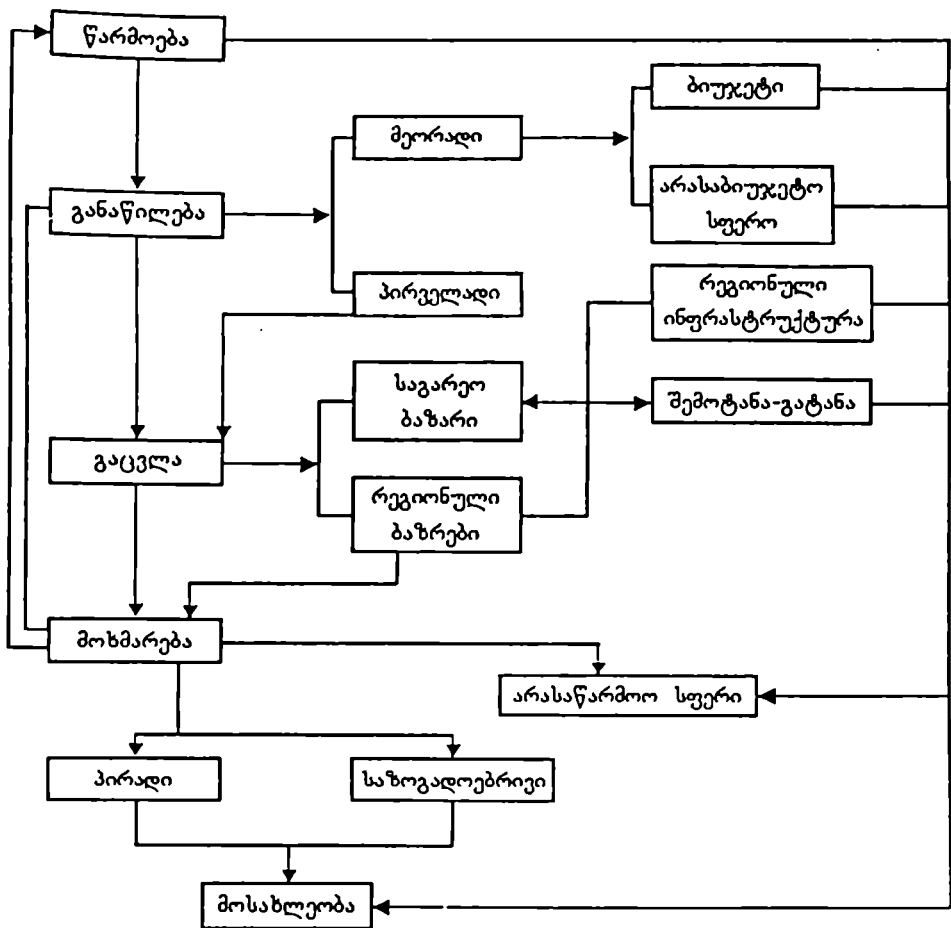 წარმოება
ბიუჯეტი
მეორადი
არასაბიუჯეტო
სფერო
განაწილება
რეგიონული
ინფრასტრუქტურა
პირველადი
საგარეო
ბაზარი
შემოტანა-გატანა
გაცვლა
რეგიონული
ბაზრები
მოხმარება
არასაწარმოო სფერი
პირადი
საზოგადოებრივი
მოსახლეობა